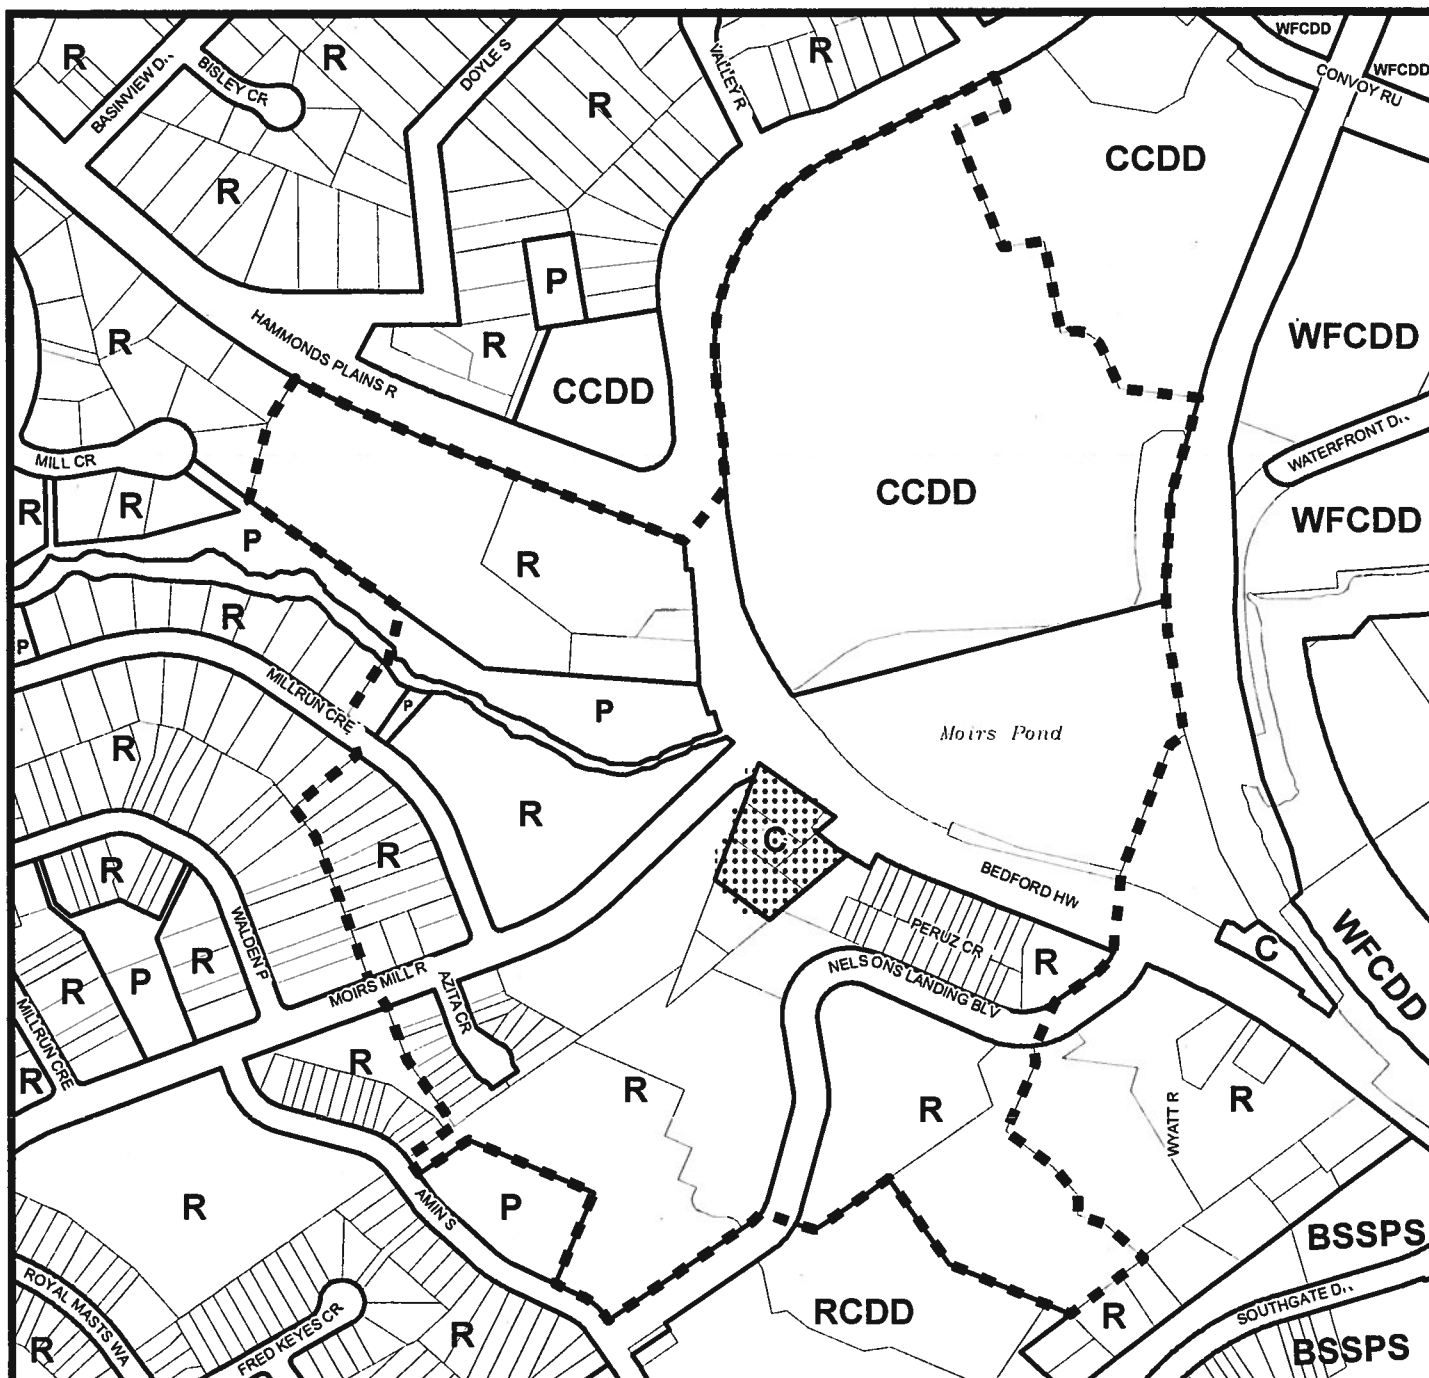 WFCDD
R
R
R
BASINVIEW D
BISLEY CR
DOYLE S
VALLEY R
WFCDD
CONVOY RU
R
CCDD
R
P
HAMMONDS PLAINS R
R
R
CCDD
WFCDD
WATERFRONT D
MILL CR
R
R
CCDD
WFCDD
P
R
R
P
MILLRUN CRE
P
P
Moirs Pond
R
R
C
R
R
BEDFORD HW
WALDEN P
PERUZ CR
NELSONS LANDING BLV
R
C
WFCDD
R
P
R
MOIRS MILL R
AZITA CR
MILLRUN CRE
R
R
R
R
WYATT R
R
R
AMIN S
P
BSSPS
ROYAL MASTS WA
FRED KEYES CR
R
R
RCDD
R
SOUTHGATE D
BSSPS